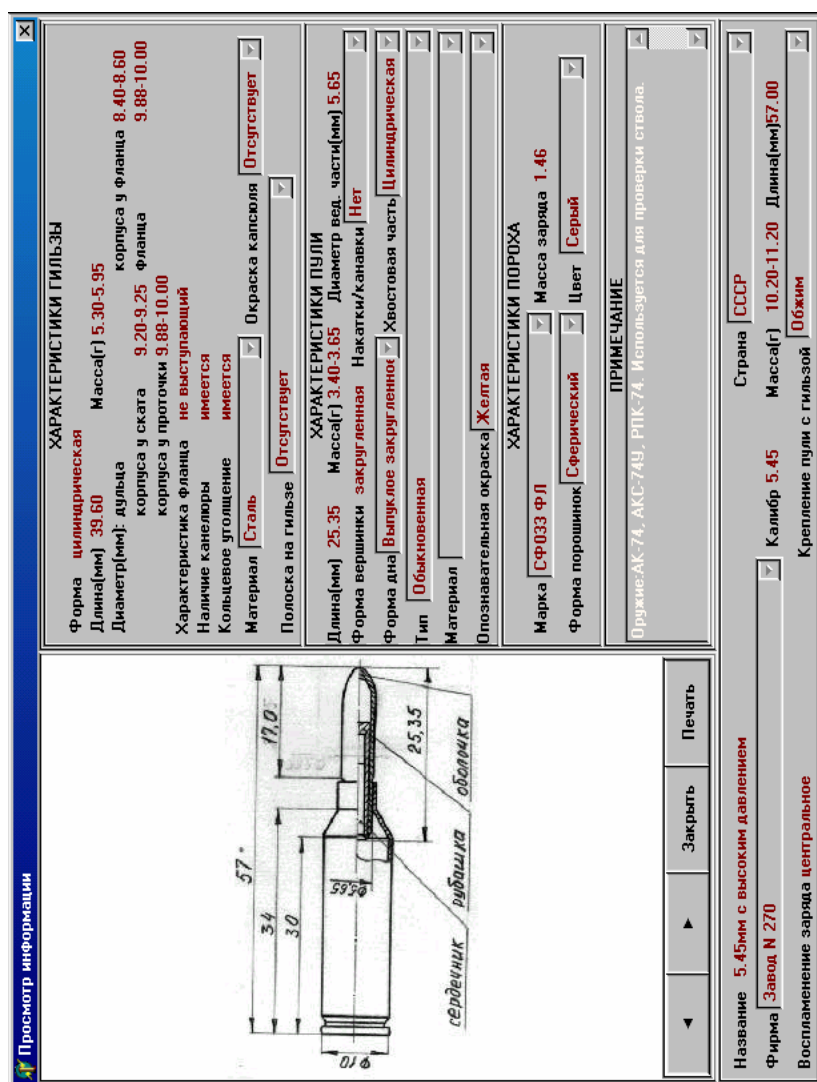 Просмотр информации
57°
34
17,05
30
ф5,65
ф10
25,35
сердечник
рубашка
оболочка
Закрыть
Печать
ХАРАКТЕРИСТИКИ ГИЛЬЗЫ
Форма цилиндрическая
Длина(мм) 39.60 Масса(г) 5.30-5.95
Диаметр(мм): дульца корпуса у фланца 8.40-8.60
корпуса у ската 9.20-9.25 фланца 9.88-10.00
корпуса у проточки 9.88-10.00
Характеристика фланца не выступающий
Наличие канелюры имеется
Кольцевое утолщение имеется
Материал Сталь Окраска капсюля Отсутствует
Полоска на гильзе Отсутствует
ХАРАКТЕРИСТИКИ ПУЛИ
Длина(мм) 25.35 Масса(г) 3.40-3.65 Диаметр вед. части(мм) 5.65
Форма вершинки закругленная Накатки/канавки Нет
Форма дна Выпуклое закругленное Хвостовая часть Цилиндрическая
Тип Обыкновенная
Материал
Опознавательная окраска Желтая
ХАРАКТЕРИСТИКИ ПОРОХА
Марка СФ033 ФЛ Масса заряда 1.46
Форма порошинок Сферический Цвет Серый
ПРИМЕЧАНИЕ
Оружие:АК-74, АКС-74У, РПК-74. Используется для проверки ствола.
Название 5.45мм с высоким давлением Страна СССР
Фирма Завод N 270 Калибр 5.45 Масса(г) 10.20-11.20 Длина(мм)57.00
Воспламенение заряда центральное Крепление пули с гильзой Обжим